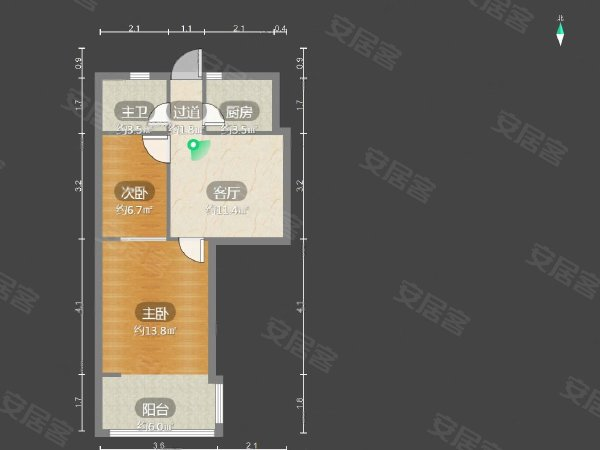 北
2.1 1.1 2.1 0.4
0.9 0.9
1.7 1.7
主卫 过道 厨房
约3.5㎡ 约1.8㎡ 约3.5㎡
3.2 3.2
次卧 客厅
约6.7㎡ 约11.4㎡
4.1 4.1
主卧
约13.8㎡
1.7 1.8
阳台
约6.0㎡
3.6 2.1
安居客
安居客
安居客
安居客
安居客
安居客
安居客
安居客